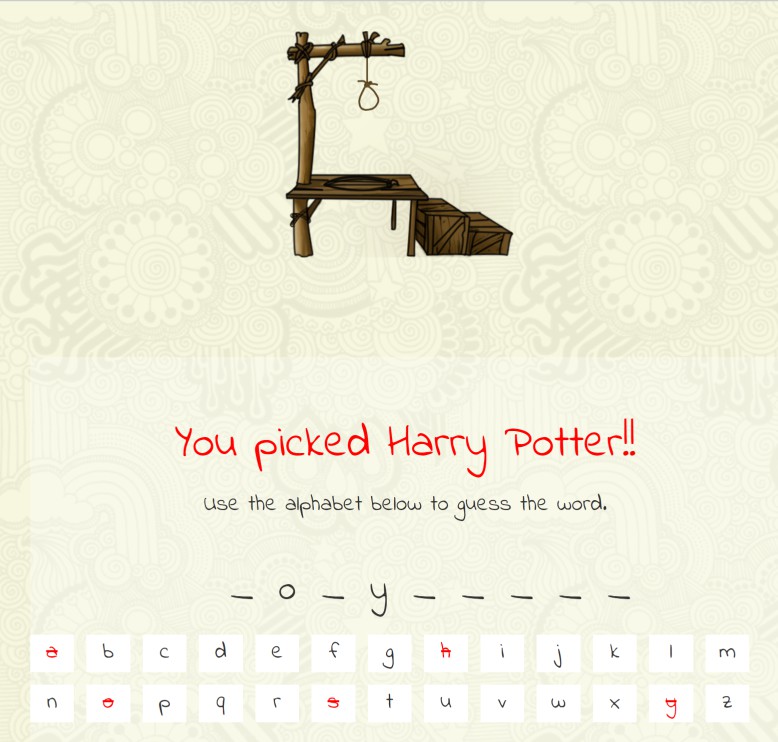 You picked Harry Potter!!
Use the alphabet below to guess the word.
_ o _ y _ _ _ _ _
a b c d e f g h i j k l m
n o p q r s t u v w x y z